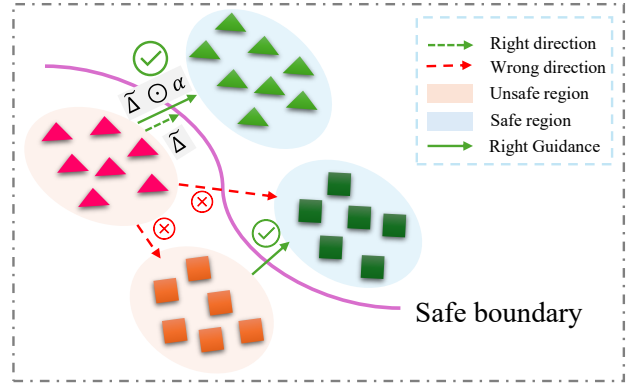 Δ̃ ⊙ α
Δ̃
Right direction
Wrong direction
Unsafe region
Safe region
Right Guidance
Safe boundary